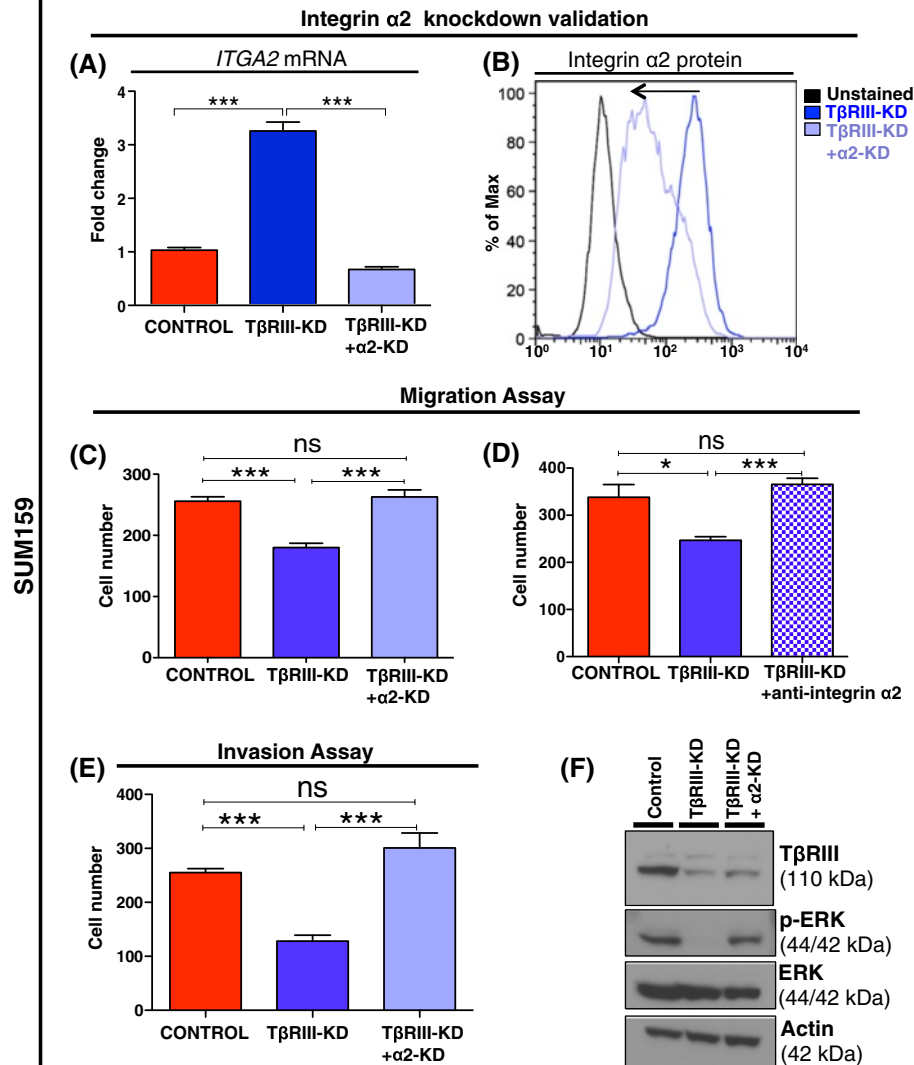 Integrin α2 knockdown validation
SUM159
(A)
ITGA2 mRNA
Fold change
4
3
2
1
0
***
***
CONTROL
TβRIII-KD
TβRIII-KD
+α2-KD
(B)
Integrin α2 protein
% of Max
100
80
60
40
20
0
10⁰
10¹
10²
10³
10⁴
Unstained
TβRIII-KD
TβRIII-KD
+α2-KD
Migration Assay
(C)
Cell number
300
200
100
0
ns
***
***
CONTROL
TβRIII-KD
TβRIII-KD
+α2-KD
(D)
Cell number
400
300
200
100
0
ns
*
***
CONTROL
TβRIII-KD
TβRIII-KD
+anti-integrin α2
Invasion Assay
(E)
Cell number
400
300
200
100
0
ns
***
***
CONTROL
TβRIII-KD
TβRIII-KD
+α2-KD
(F)
Control
TβRIII-KD
TβRIII-KD
+ α2-KD
TβRIII
(110 kDa)
p-ERK
(44/42 kDa)
ERK
(44/42 kDa)
Actin
(42 kDa)